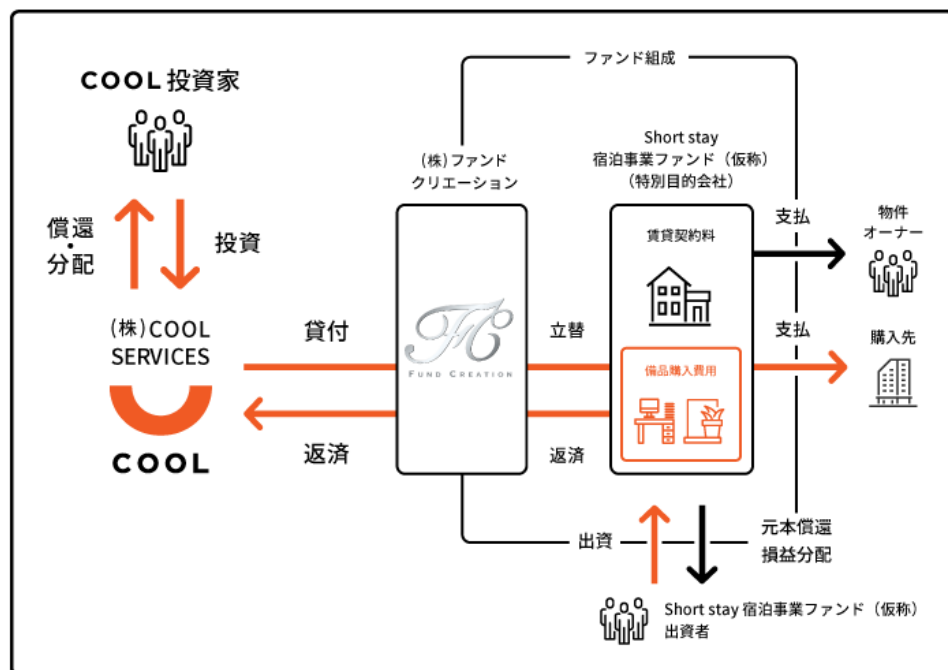 ファンド組成
COOL 投資家
(株)ファンド
クリエーション
Short stay
宿泊事業ファンド（仮称）
（特別目的会社）
償還
・
分配
投資
賃貸契約料
支払
物件
オーナー
(株)COOL
SERVICES
貸付
FUND CREATION
立替
支払
購入先
備品購入費用
COOL
返済
返済
出資
元本償還
損益分配
Short stay 宿泊事業ファンド（仮称）
出資者